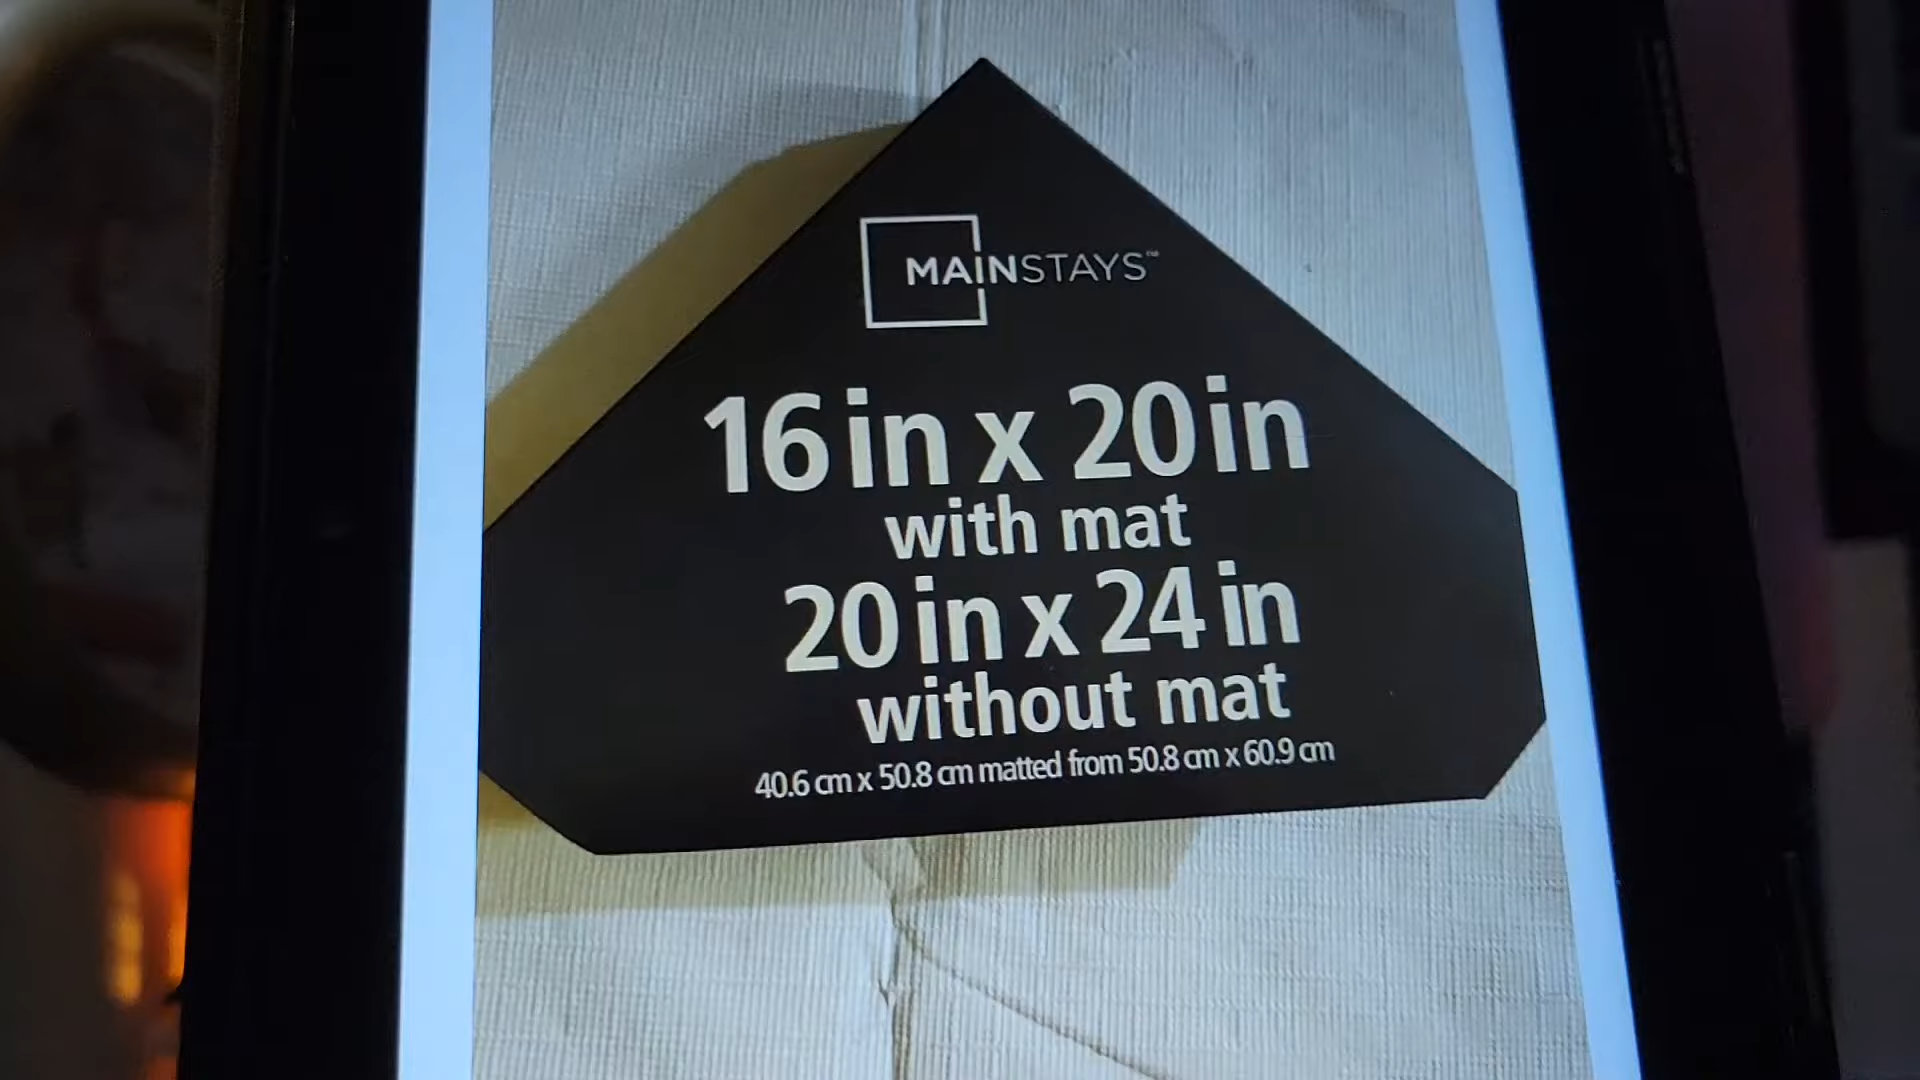 MAINSTAYS™
16 in x 20 in
with mat
20 in x 24 in
without mat
40.6 cm x 50.8 cm matted from 50.8 cm x 60.9 cm